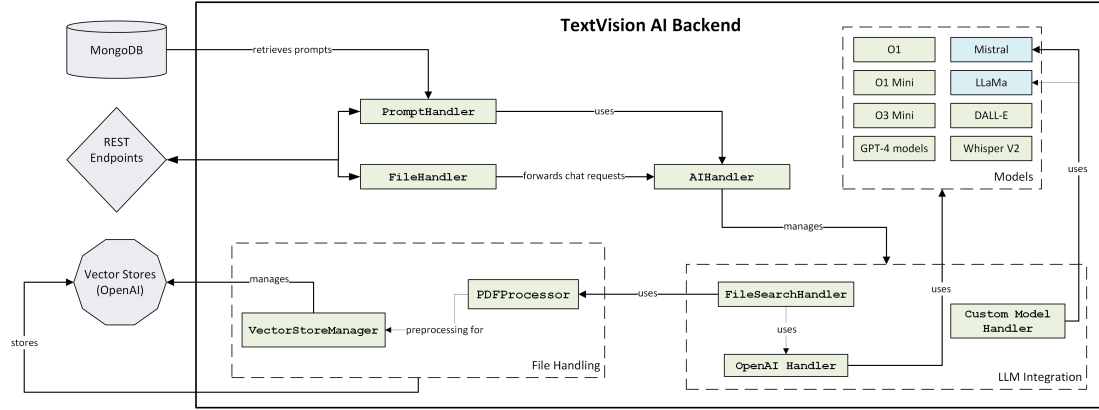 TextVision AI Backend
MongoDB
retrieves prompts
O1
Mistral
O1 Mini
LLaMa
PromptHandler
uses
O3 Mini
DALL-E
REST
Endpoints
GPT-4 models
Whisper V2
FileHandler
forwards chat requests
AIHandler
Models
uses
manages
Vector Stores
(OpenAI)
manages
PDFProcessor
uses
FileSearchHandler
uses
Custom Model
Handler
VectorStoreManager
preprocessing for
uses
stores
File Handling
OpenAI Handler
LLM Integration